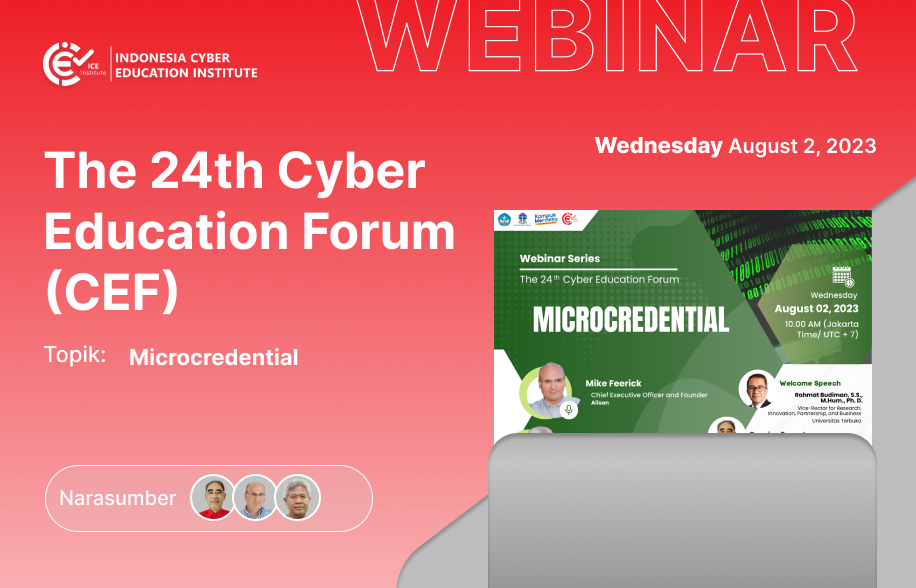 WEBINAR
ICE
Institute
INDONESIA CYBER
EDUCATION INSTITUTE
Wednesday August 2, 2023
The 24th Cyber
Education Forum
(CEF)
Topik: Microcredential
Narasumber
Kampus
Merdeka
Webinar Series
The 24th Cyber Education Forum
MICROCREDENTIAL
Wednesday
August 02, 2023
10.00 AM (Jakarta
Time/ UTC + 7)
Mike Feerick
Chief Executive Officer and Founder
Alison
Welcome Speech
Rahmat Budiman, S.S.,
M.Hum., Ph. D.
Vice-Rector for Research,
Innovation, Partnership, and Business
Universitas Terbuka